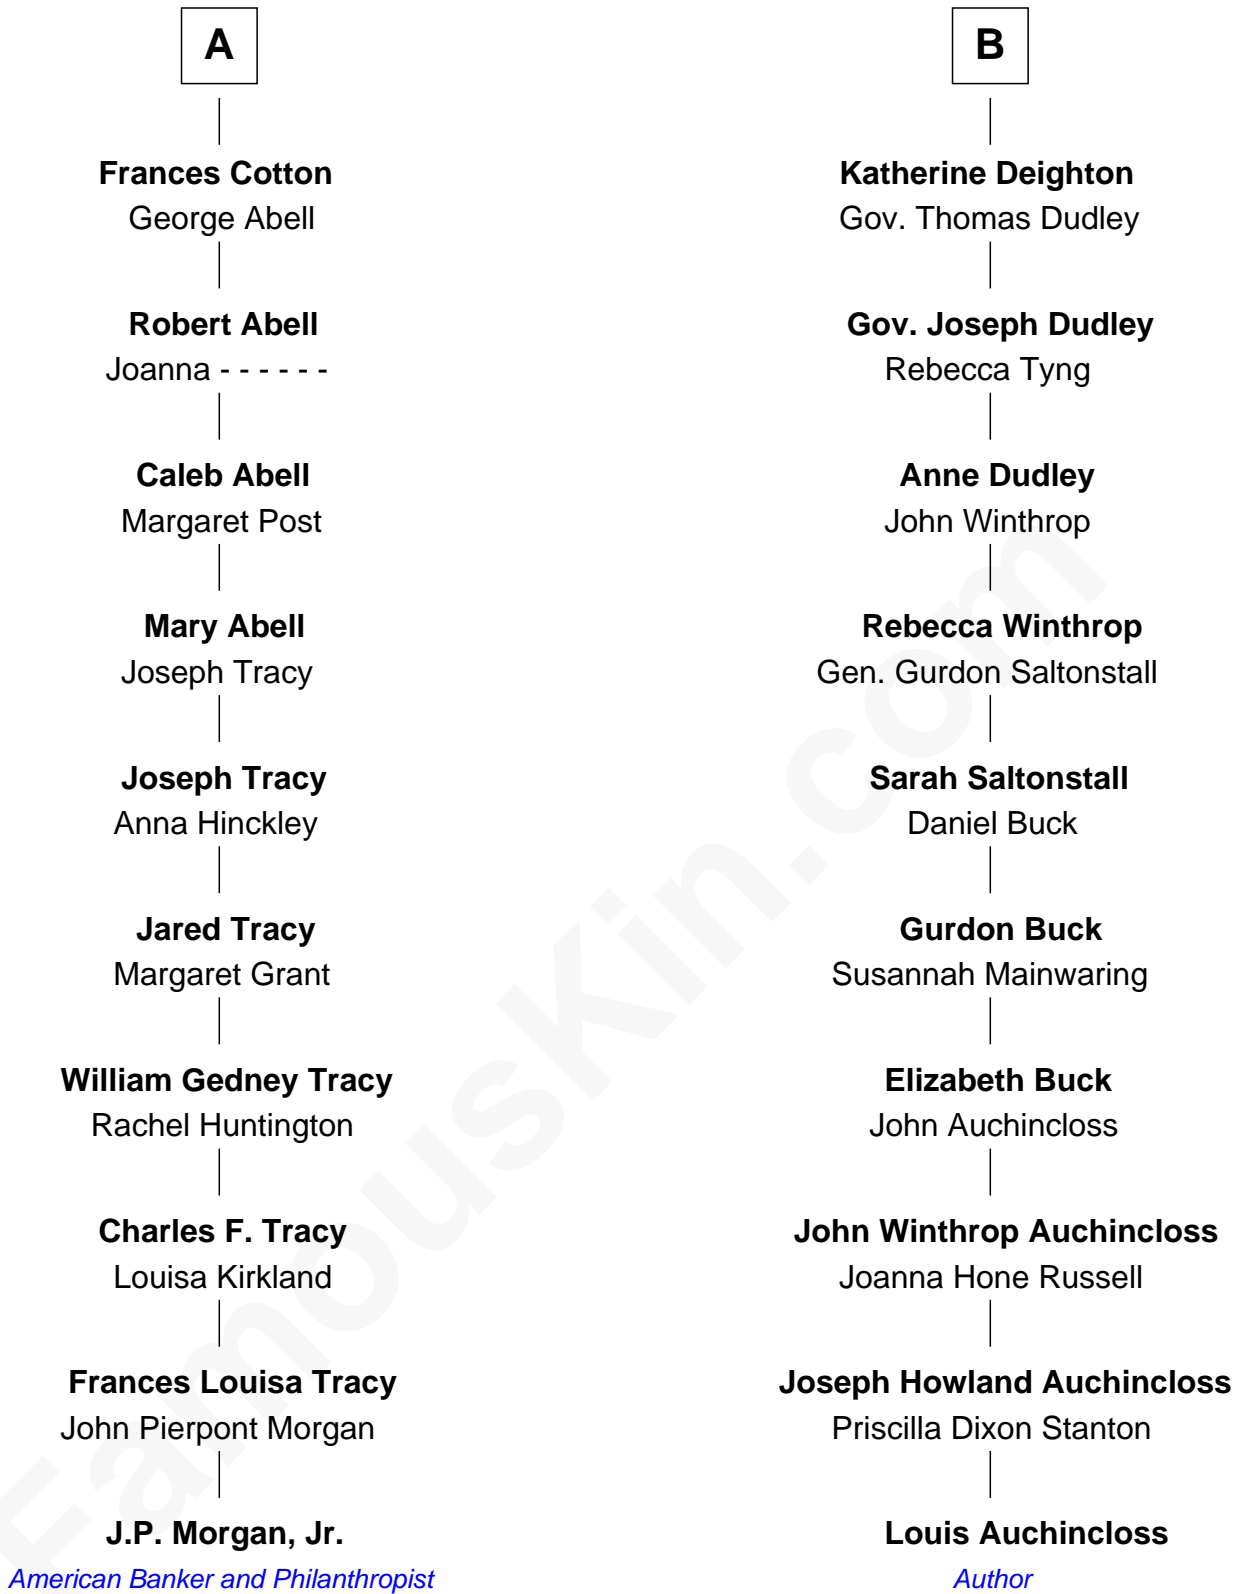 A
Frances Cotton
George Abell
Robert Abell
Joanna - - - - - -
Caleb Abell
Margaret Post
Mary Abell
Joseph Tracy
Joseph Tracy
Anna Hinckley
Jared Tracy
Margaret Grant
William Gedney Tracy
Rachel Huntington
Charles F. Tracy
Louisa Kirkland
Frances Louisa Tracy
John Pierpont Morgan
J.P. Morgan, Jr.
American Banker and Philanthropist
B
Katherine Deighton
Gov. Thomas Dudley
Gov. Joseph Dudley
Rebecca Tyng
Anne Dudley
John Winthrop
Rebecca Winthrop
Gen. Gurdon Saltonstall
Sarah Saltonstall
Daniel Buck
Gurdon Buck
Susannah Mainwaring
Elizabeth Buck
John Auchincloss
John Winthrop Auchincloss
Joanna Hone Russell
Joseph Howland Auchincloss
Priscilla Dixon Stanton
Louis Auchincloss
Author
FamousKin.com